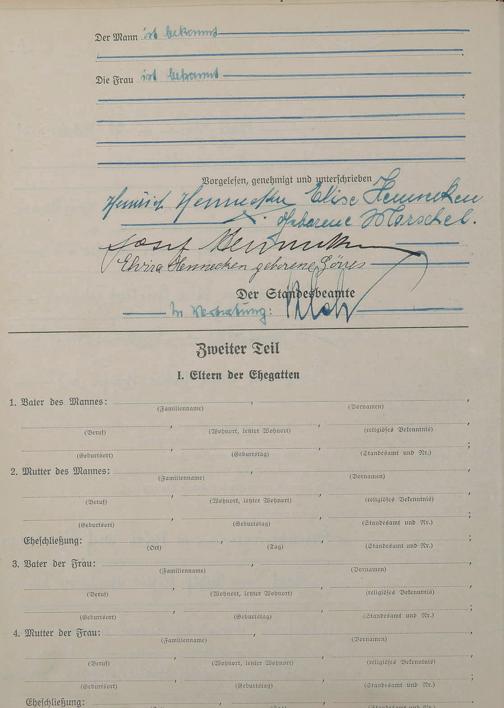 Der Mann ist bekannt
Die Frau ist bekannt
Vorgelesen, genehmigt und unterschrieben
Heinrich Hennecken Elise Hennecken
geborene Marschel.
Josef Hennecken
Elvira Hennecken geborene Göres
Der Standesbeamte
In Vertretung:
Zweiter Teil
I. Eltern der Ehegatten
1. Vater des Mannes: , ,
(Familienname) (Vornamen)
(Beruf) (Wohnort, letzter Wohnort) (religiöses Bekenntnis)
(Geburtsort) (Geburtstag) (Standesamt und Nr.)
2. Mutter des Mannes: , ,
(Familienname) (Vornamen)
(Beruf) (Wohnort, letzter Wohnort) (religiöses Bekenntnis)
(Geburtsort) (Geburtstag) (Standesamt und Nr.)
Eheschließung:
(Ort) (Tag) (Standesamt und Nr.)
3. Vater der Frau: , ,
(Familienname) (Vornamen)
(Beruf) (Wohnort, letzter Wohnort) (religiöses Bekenntnis)
(Geburtsort) (Geburtstag) (Standesamt und Nr.)
4. Mutter der Frau: , ,
(Familienname) (Vornamen)
(Beruf) (Wohnort, letzter Wohnort) (religiöses Bekenntnis)
(Geburtsort) (Geburtstag) (Standesamt und Nr.)
Eheschließung: